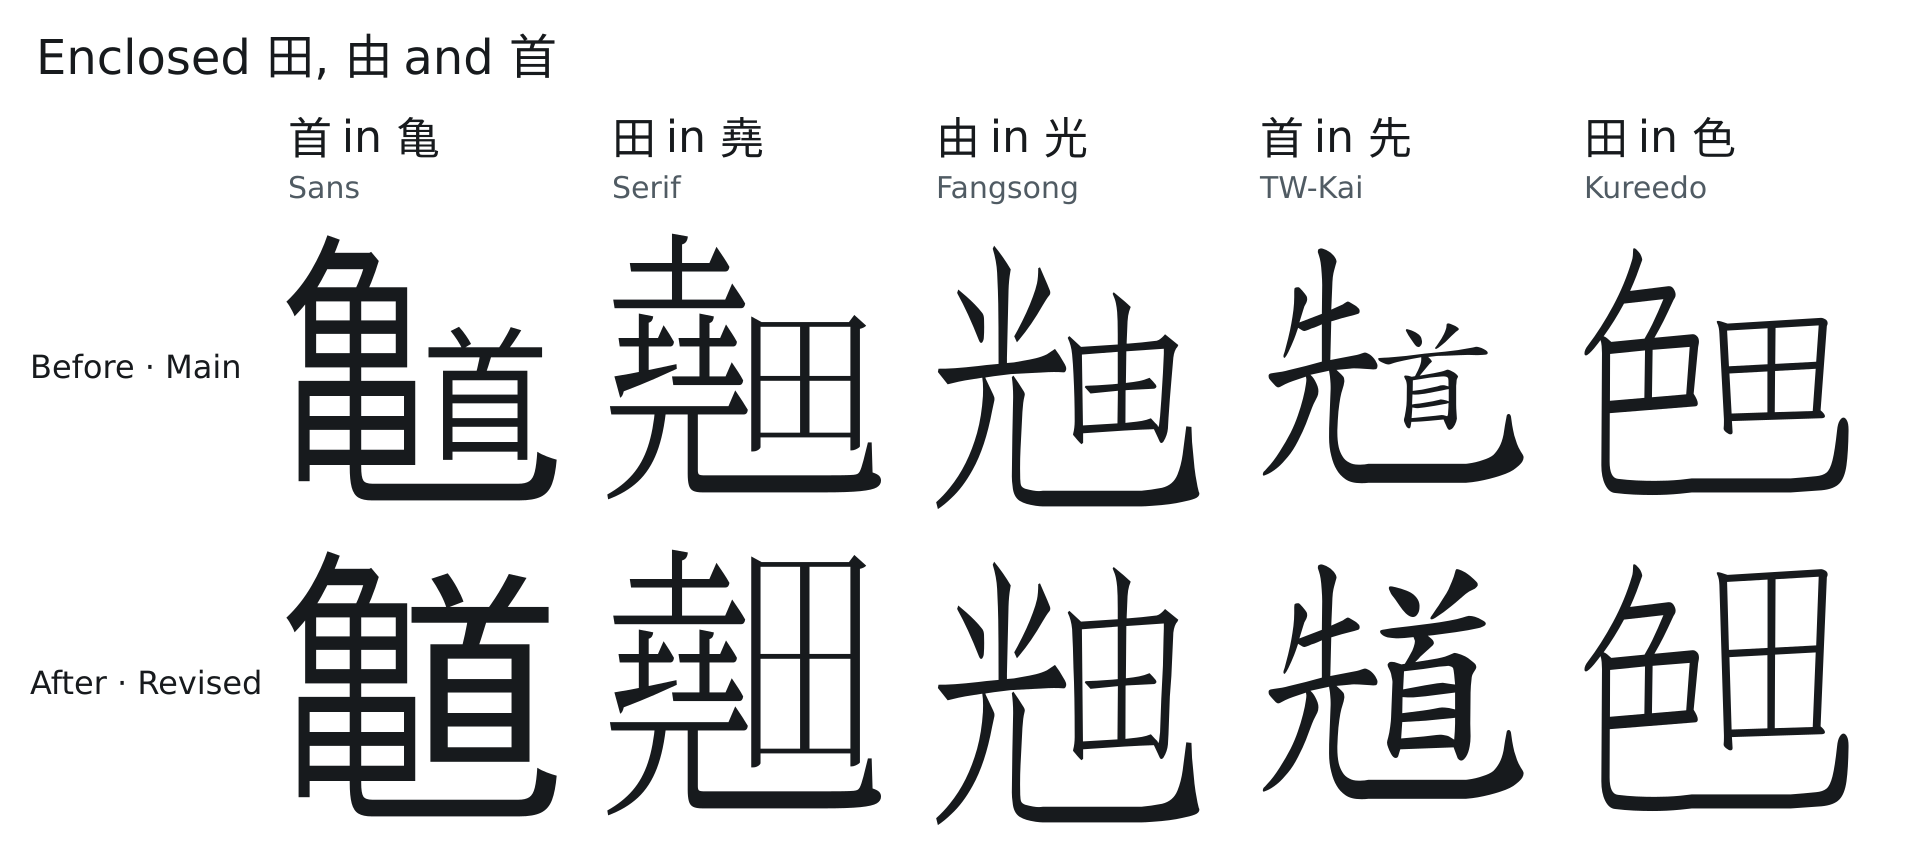 Enclosed 田, 由 and 首
首 in 亀
田 in 堯
由 in 光
首 in 先
田 in 色
Sans
Serif
Fangsong
TW-Kai
Kureedo
Before · Main
After · Revised